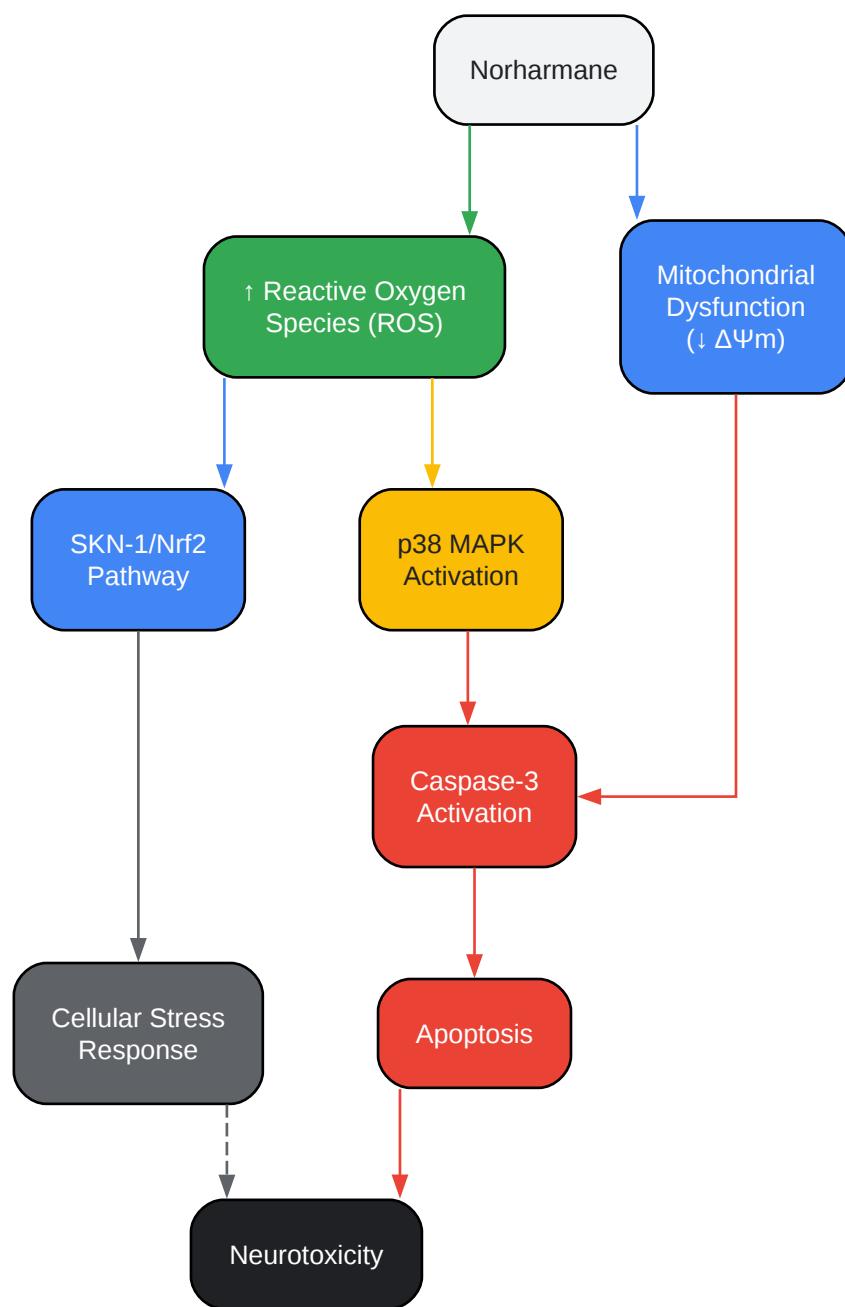 Norharmane
↑ Reactive Oxygen
Species (ROS)
Mitochondrial
Dysfunction
(↓ ΔΨm)
SKN-1/Nrf2
Pathway
p38 MAPK
Activation
Caspase-3
Activation
Cellular Stress
Response
Apoptosis
Neurotoxicity